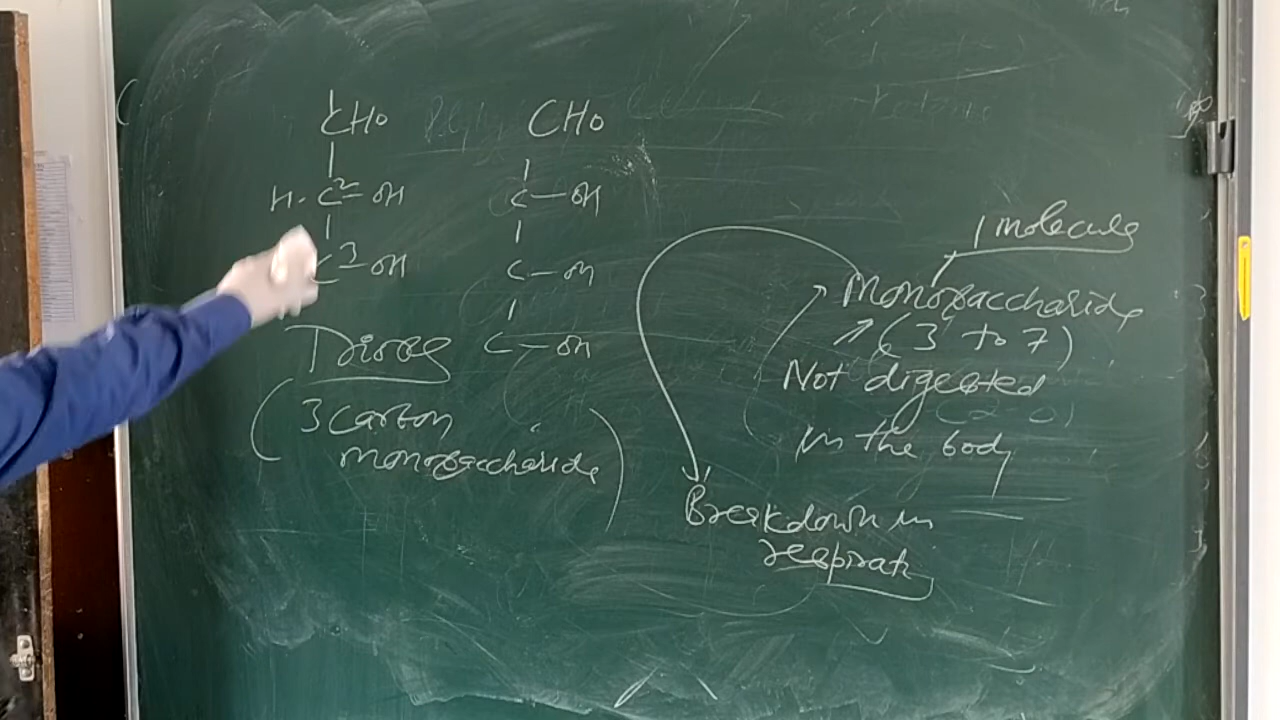 CHO
H - C2 - OH
C3 - OH
Triose
(3 carbon
monosaccharide)
CHO
C - OH
C - OH
C - OH
1 molecule
Monosaccharide
(3 to 7)
Not digested
in the body
Breakdown in
respirat